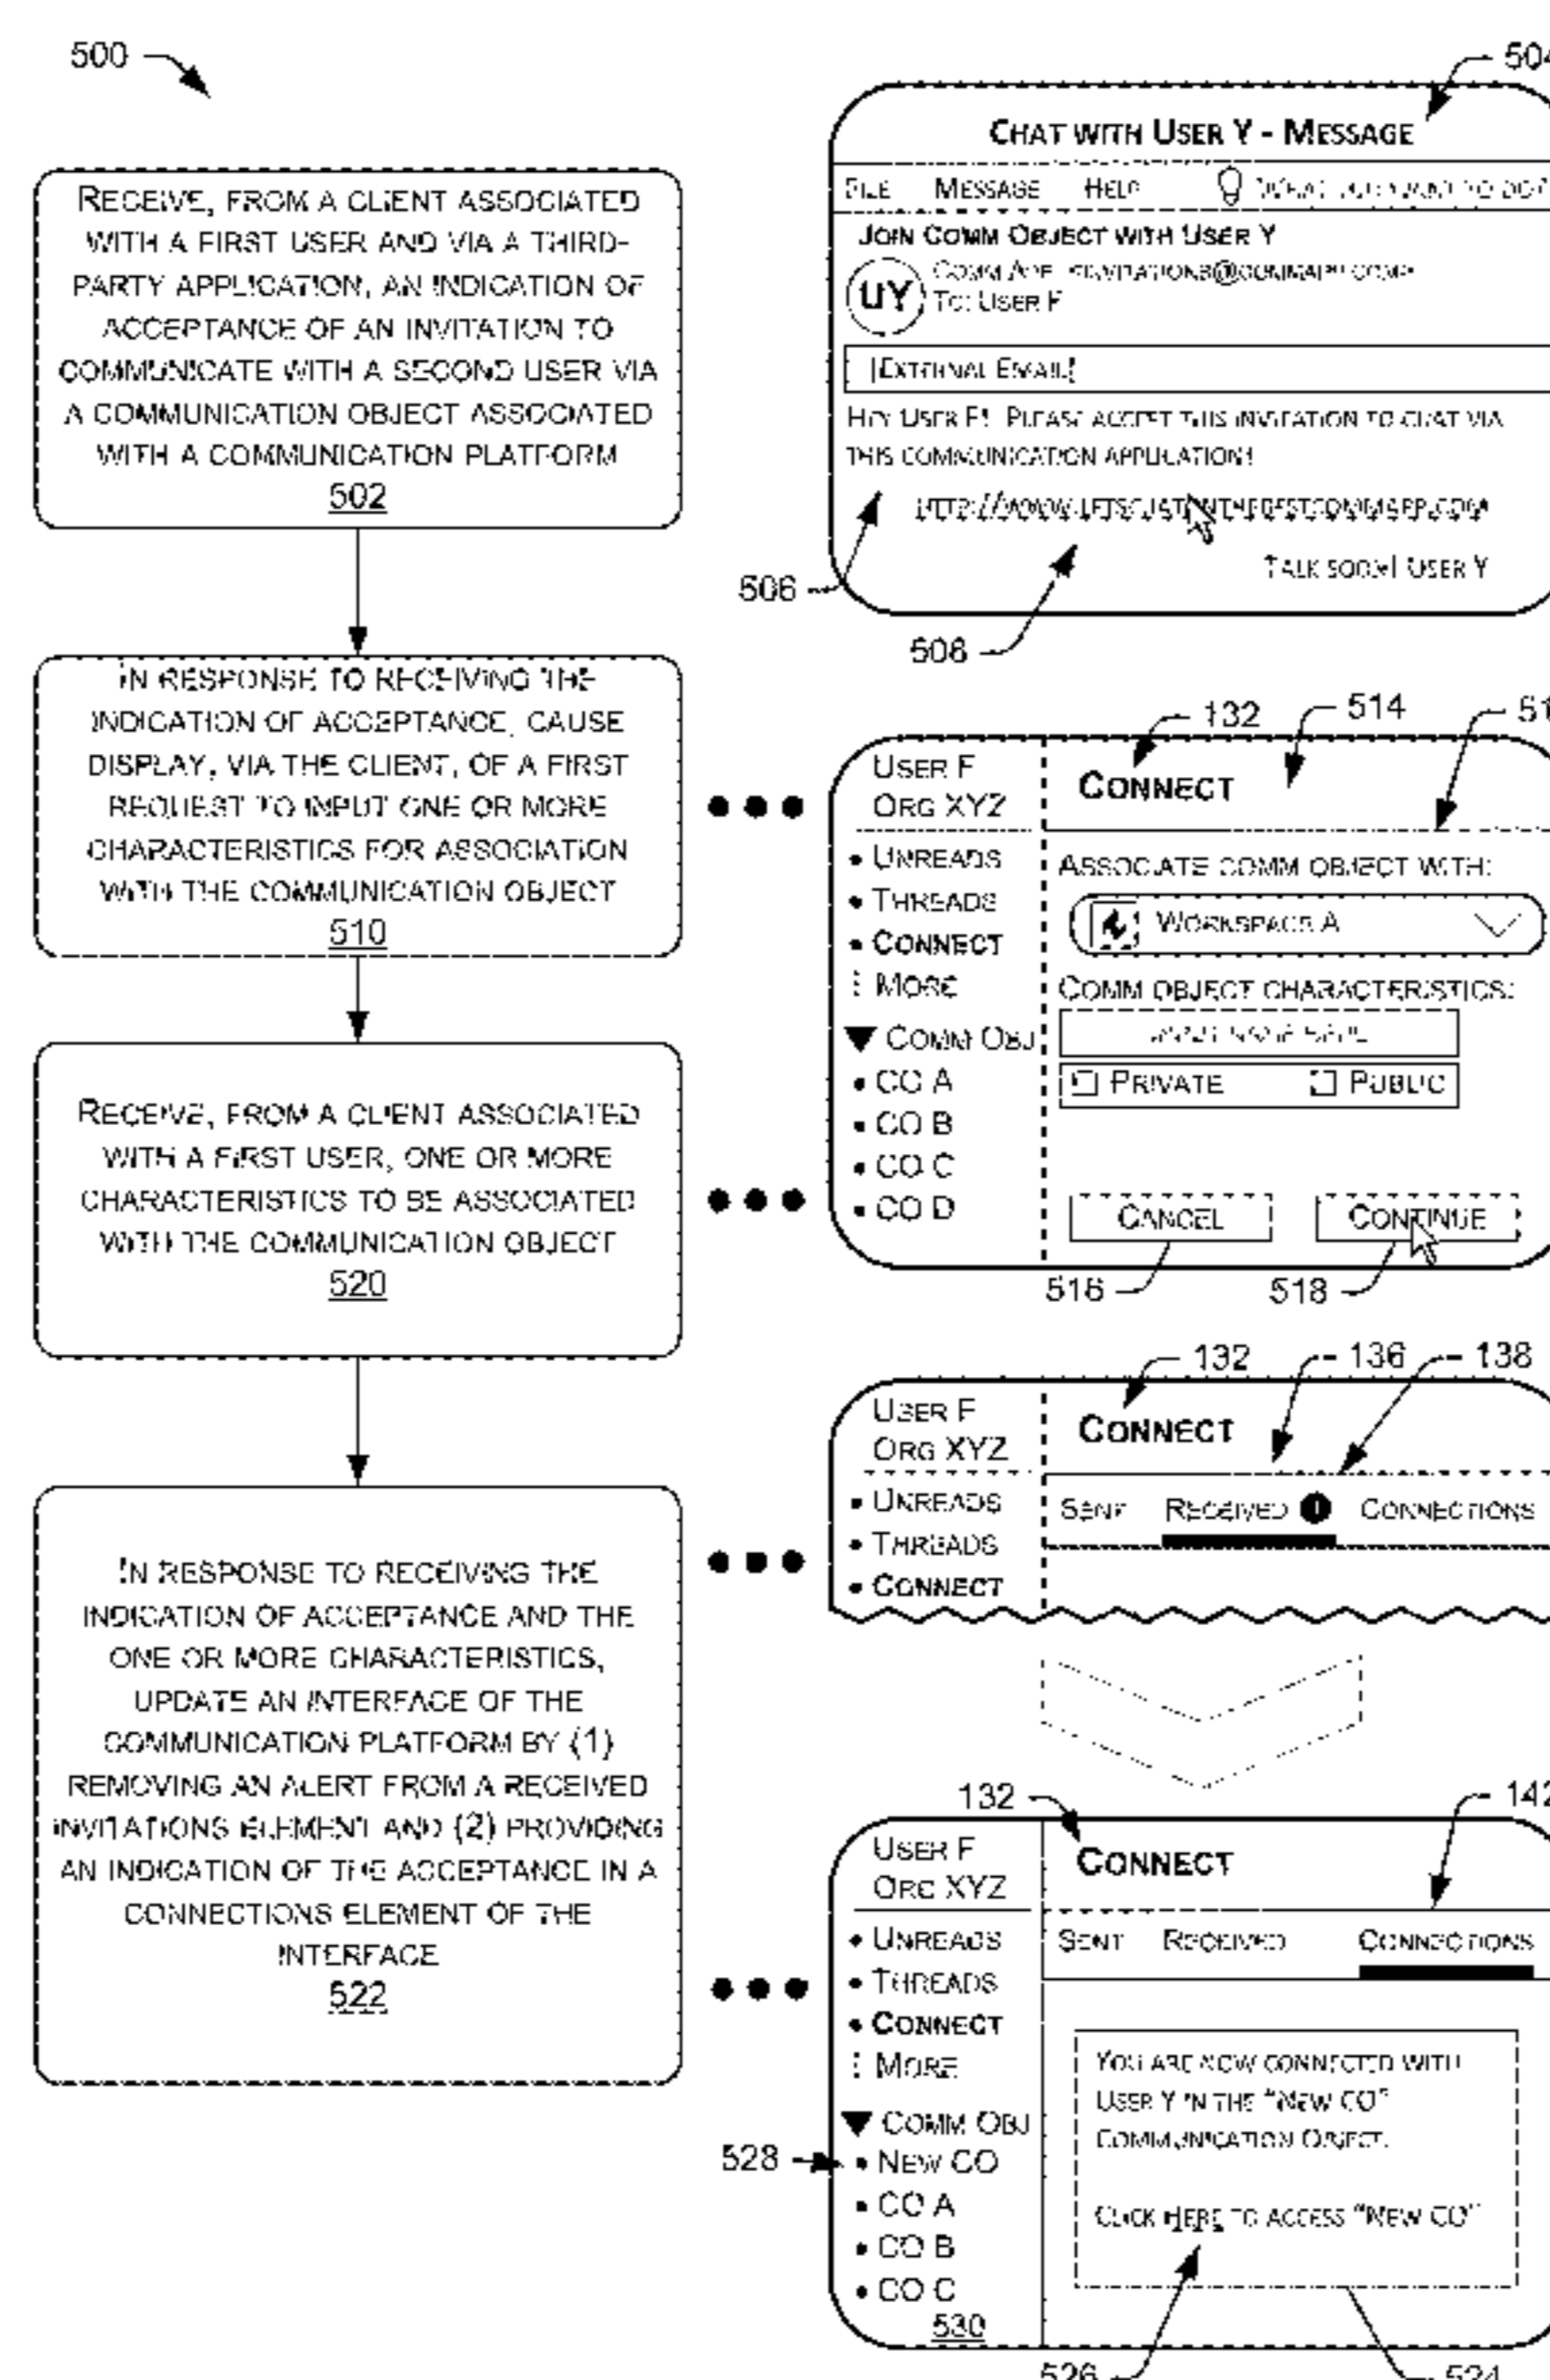 500
RECEIVE, FROM A CLIENT ASSOCIATED
WITH A FIRST USER AND VIA A THIRD-
PARTY APPLICATION, AN INDICATION OF
ACCEPTANCE OF AN INVITATION TO
COMMUNICATE WITH A SECOND USER VIA
A COMMUNICATION OBJECT ASSOCIATED
WITH A COMMUNICATION PLATFORM
502
IN RESPONSE TO RECEIVING THE
INDICATION OF ACCEPTANCE, CAUSE
DISPLAY, VIA THE CLIENT, OF A FIRST
REQUEST TO INPUT ONE OR MORE
CHARACTERISTICS FOR ASSOCIATION
WITH THE COMMUNICATION OBJECT
510
RECEIVE, FROM A CLIENT ASSOCIATED
WITH A FIRST USER, ONE OR MORE
CHARACTERISTICS TO BE ASSOCIATED
WITH THE COMMUNICATION OBJECT
520
IN RESPONSE TO RECEIVING THE
INDICATION OF ACCEPTANCE AND THE
ONE OR MORE CHARACTERISTICS,
UPDATE AN INTERFACE OF THE
COMMUNICATION PLATFORM BY (1)
REMOVING AN ALERT FROM A RECEIVED
INVITATIONS ELEMENT AND (2) PROVIDING
AN INDICATION OF THE ACCEPTANCE IN A
CONNECTIONS ELEMENT OF THE
INTERFACE
522
504
CHAT WITH USER Y - MESSAGE
FILE MESSAGE HELP
JOIN COMM OBJECT WITH USER Y
UY
TO: USER F
[EXTERNAL EMAIL]
HEY USER F! PLEASE ACCEPT THIS INVITATION TO CHAT VIA
THIS COMMUNICATION APPLICATION!
TALK SOON! USER Y
506
508
132
514
USER F
ORG XYZ
CONNECT
• UNREADS
• THREADS
• CONNECT
⋮ MORE
▼ COMM OBJ
• CO A
• CO B
• CO C
• CO D
ASSOCIATE COMM OBJECT WITH:
WORKSPACE A
COMM OBJECT CHARACTERISTICS:
PRIVATE PUBLIC
CANCEL CONTINUE
516
518
132
136
138
USER F
ORG XYZ
CONNECT
• UNREADS
• THREADS
• CONNECT
SENT RECEIVED CONNECTIONS
132
142
USER F
ORG XYZ
CONNECT
• UNREADS
• THREADS
• CONNECT
⋮ MORE
▼ COMM OBJ
• NEW CO
• CO A
• CO B
• CO C
530
528
SENT RECEIVED CONNECTIONS
YOU ARE NOW CONNECTED WITH
USER Y IN THE "NEW CO"
COMMUNICATION OBJECT.
CLICK HERE TO ACCESS "NEW CO"
526
524